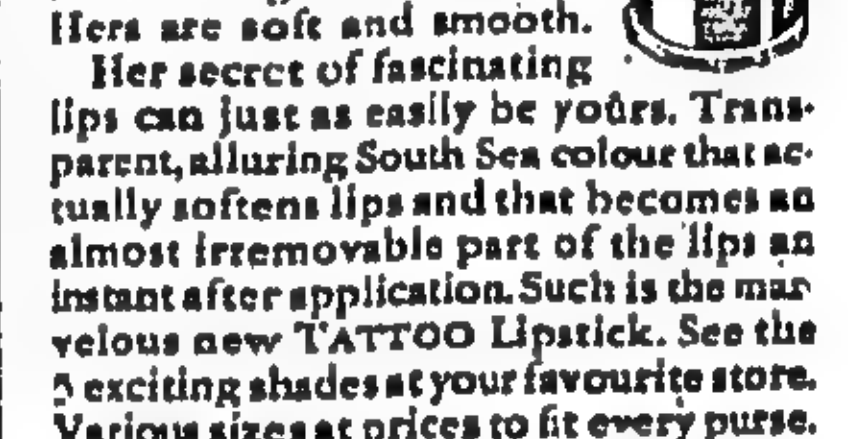 Hers are soft and smooth.
Her secret of fascinating
lips can just as easily be yours. Trans-
parent, alluring South Sea colour that ac-
tually softens lips and that becomes an
almost irremovable part of the lips an
instant after application. Such is the mar-
velous new TATTOO Lipstick. See the
5 exciting shades at your favourite store.
Various sizes at prices to fit every purse.